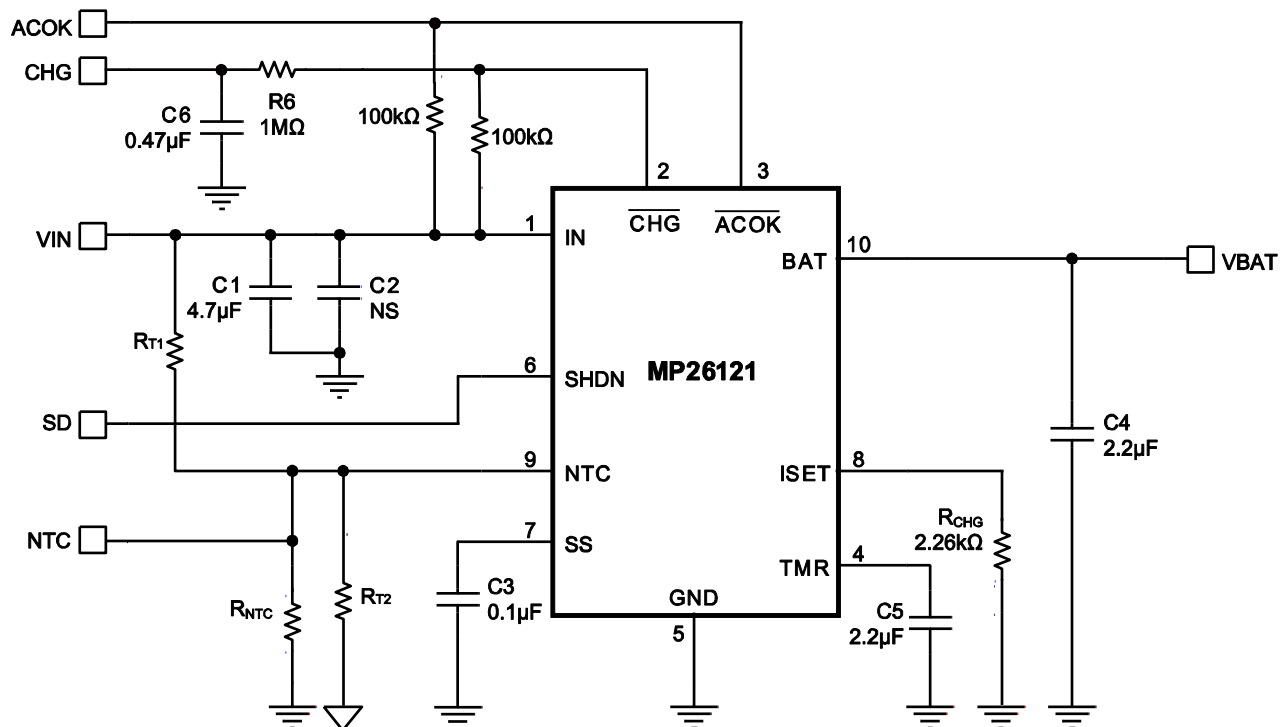 ACOK
CHG
R6
1MΩ
C6
0.47µF
100kΩ
100kΩ
2
3
VIN
1
IN
CHG
ACOK
BAT
10
VBAT
C1
4.7µF
C2
NS
RT1
6
SHDN
MP26121
SD
C4
2.2µF
9
NTC
ISET
8
NTC
RCHG
2.26kΩ
7
SS
TMR
4
C3
0.1µF
RNTC
RT2
GND
5
C5
2.2µF